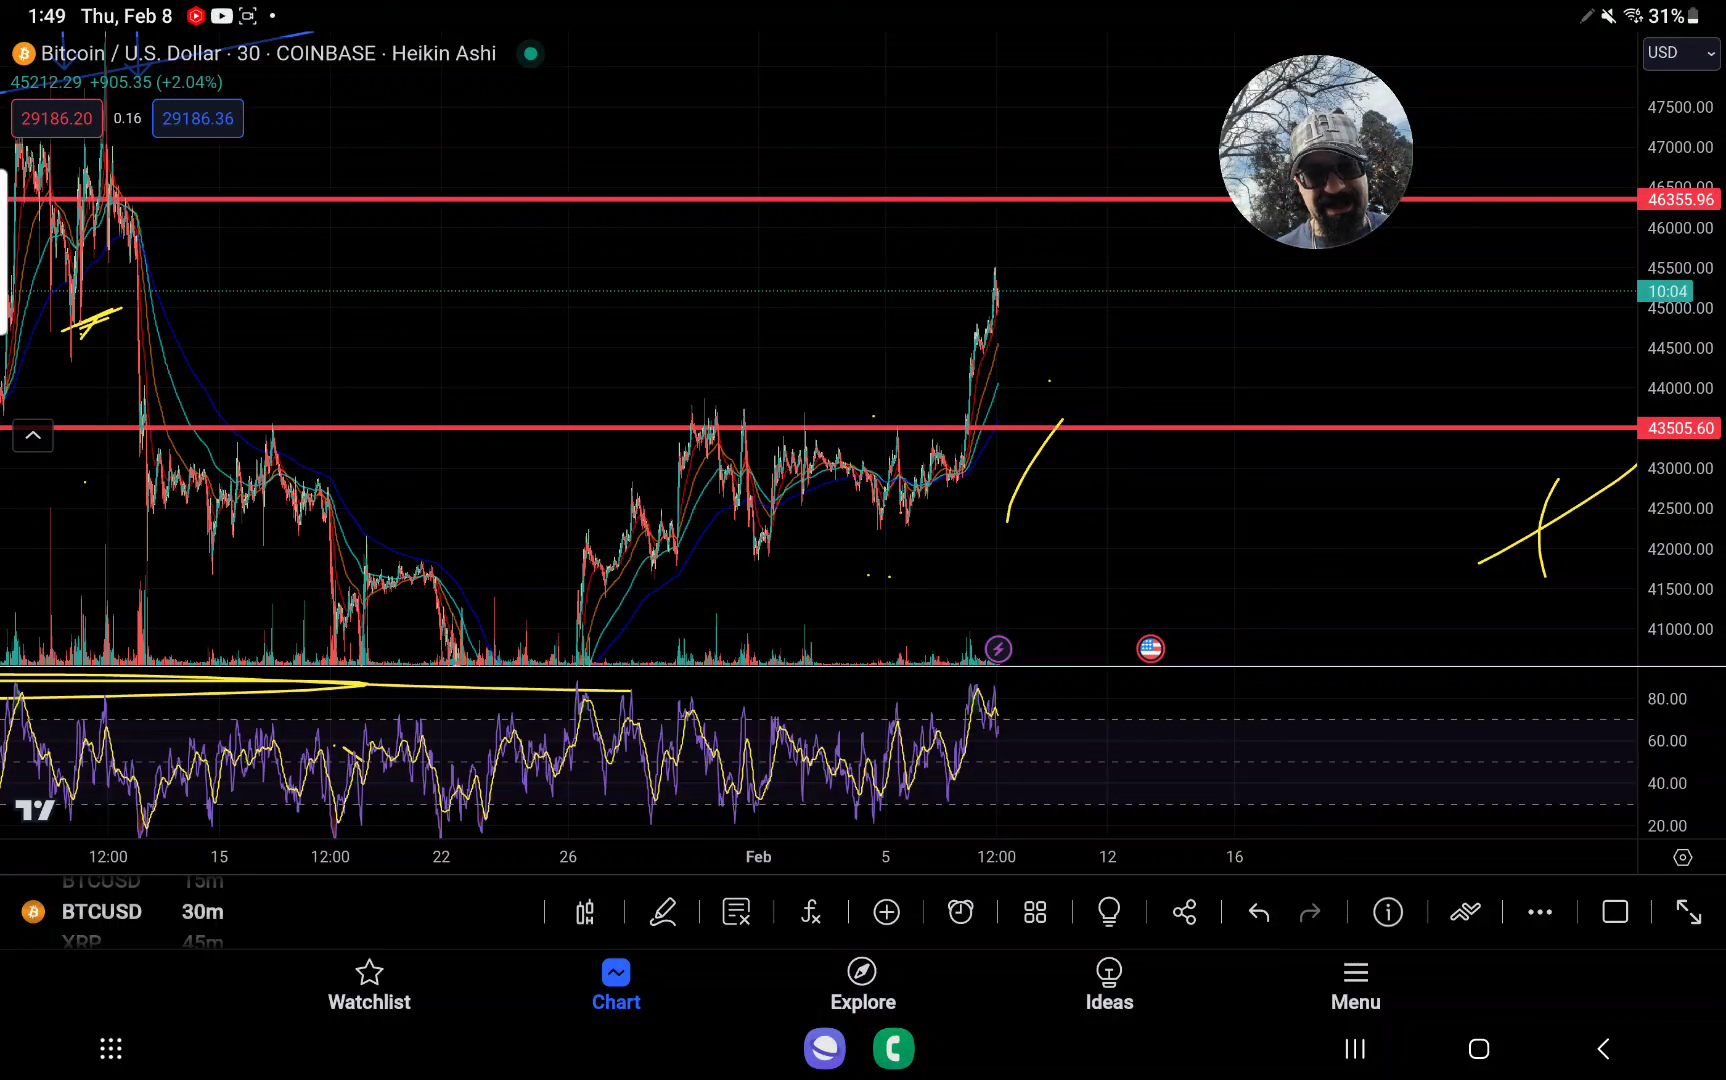 1:49 Thu, Feb 8 31%
Bitcoin / U.S. Dollar · 30 · COINBASE · Heikin Ashi
USD
45212.29 +905.35 (+2.04%)
29186.20 0.16 29186.36
47500.00
47000.00
46500.00
46355.96
46000.00
45500.00
10:04
45000.00
44500.00
44000.00
43505.60
43000.00
42500.00
42000.00
41500.00
41000.00
80.00
60.00
40.00
20.00
12:00 15 12:00 22 26 Feb 5 12:00 12 16
BTCUSD 15m
BTCUSD 30m
XRP 45m
Watchlist Chart Explore Ideas Menu